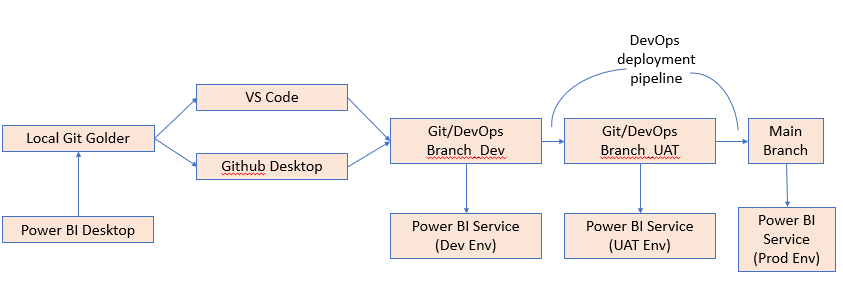 DevOps
deployment
pipeline
VS Code
Local Git Golder
Github Desktop
Git/DevOps
Branch_Dev
Git/DevOps
Branch_UAT
Main
Branch
Power BI Desktop
Power BI Service
(Dev Env)
Power BI Service
(UAT Env)
Power BI
Service
(Prod Env)